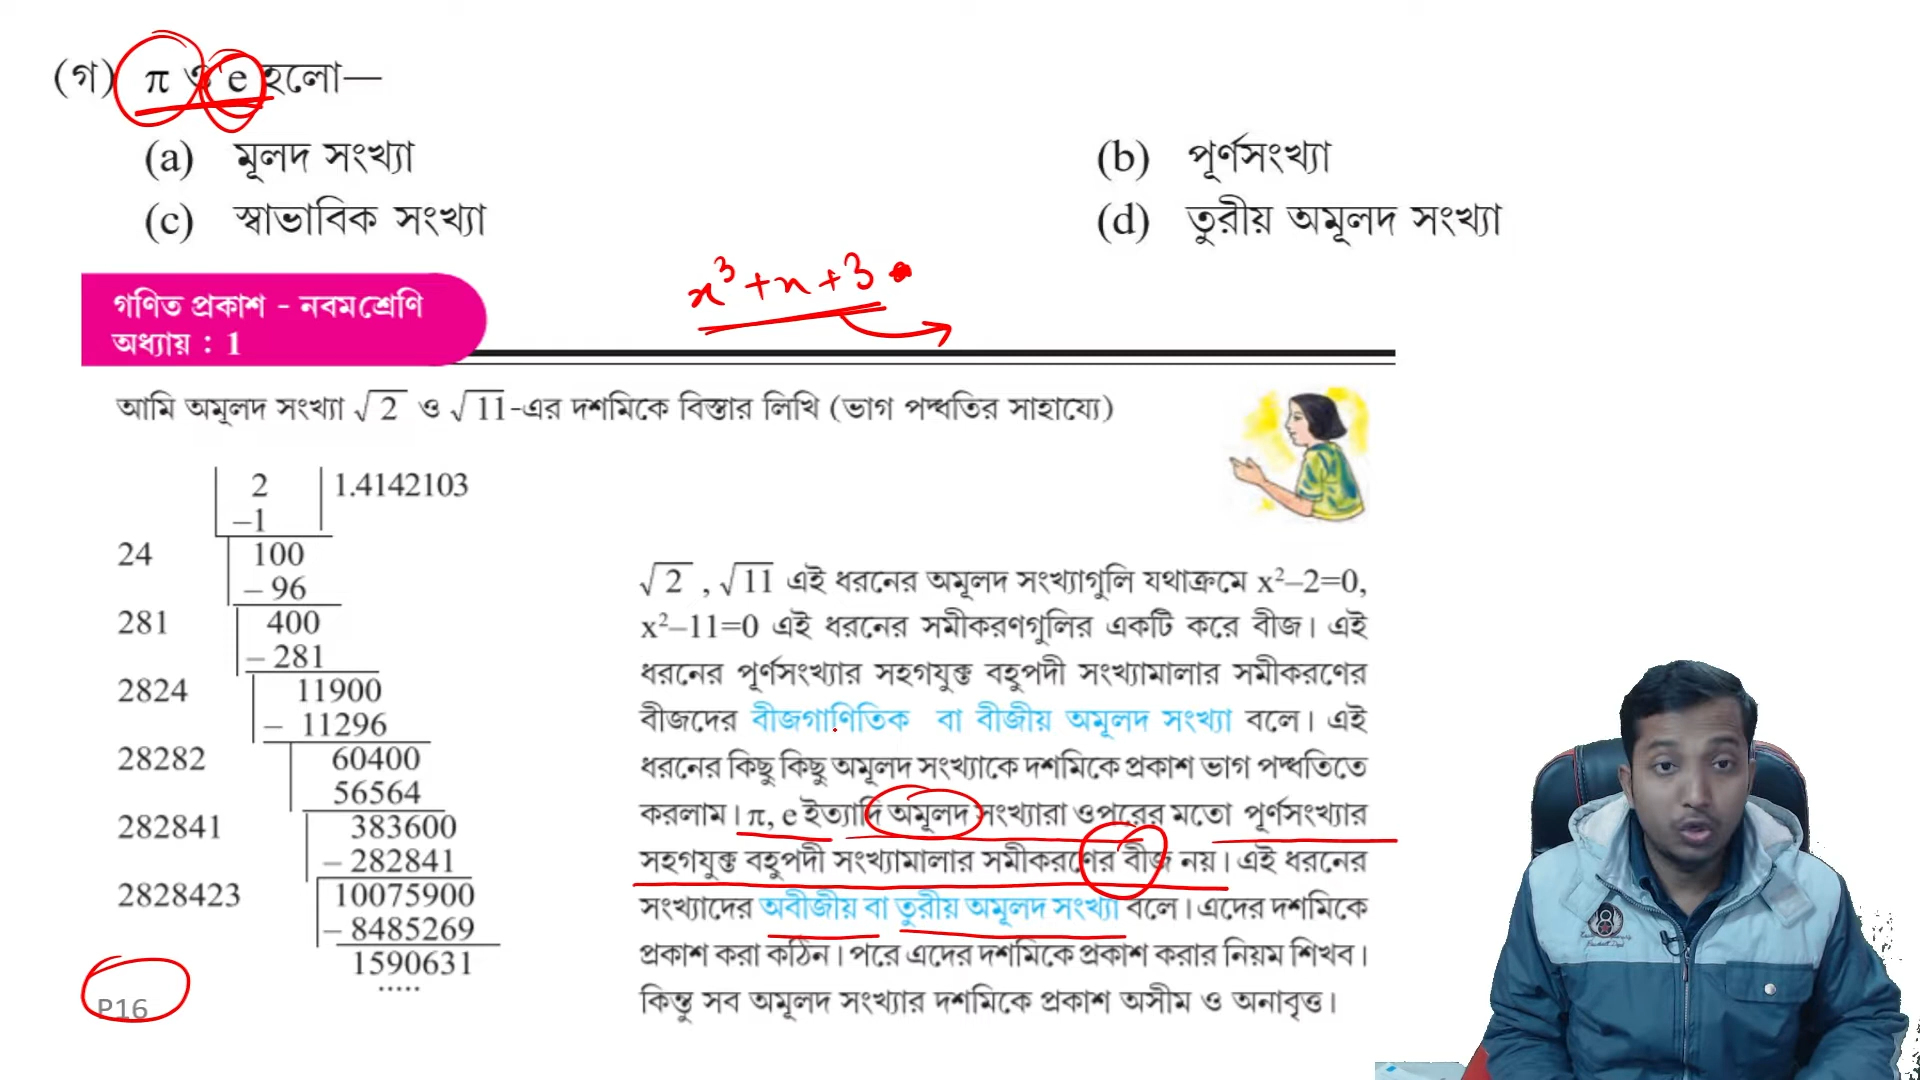 (গ) π ও e হলো—
(a) মূলদ সংখ্যা
(b) পূর্ণসংখ্যা
(c) স্বাভাবিক সংখ্যা
(d) তুরীয় অমূলদ সংখ্যা
x³+x+3
গণিত প্রকাশ - নবম শ্রেণি
অধ্যায় : 1
আমি অমূলদ সংখ্যা √2 ও √11-এর দশমিকে বিস্তার লিখি (ভাগ পদ্ধতির সাহায্যে)
2 1.4142103
–1
24 100
– 96
281 400
– 281
2824 11900
– 11296
28282 60400
56564
282841 383600
– 282841
2828423 10075900
– 8485269
1590631
.....
√2 , √11 এই ধরনের অমূলদ সংখ্যাগুলি যথাক্রমে x²–2=0,
x²–11=0 এই ধরনের সমীকরণগুলির একটি করে বীজ। এই
ধরনের পূর্ণসংখ্যার সহগযুক্ত বহুপদী সংখ্যামালার সমীকরণের
বীজদের বীজগাণিতিক বা বীজীয় অমূলদ সংখ্যা বলে। এই
ধরনের কিছু কিছু অমূলদ সংখ্যাকে দশমিকে প্রকাশ ভাগ পদ্ধতিতে
করলাম। π, e ইত্যাদি অমূলদ সংখ্যারা ওপরের মতো পূর্ণসংখ্যার
সহগযুক্ত বহুপদী সংখ্যামালার সমীকরণের বীজ নয়। এই ধরনের
সংখ্যাদের অবীজীয় বা তুরীয় অমূলদ সংখ্যা বলে। এদের দশমিকে
প্রকাশ করা কঠিন। পরে এদের দশমিকে প্রকাশ করার নিয়ম শিখব।
কিন্তু সব অমূলদ সংখ্যার দশমিকে প্রকাশ অসীম ও অনাবৃত্ত।
P16